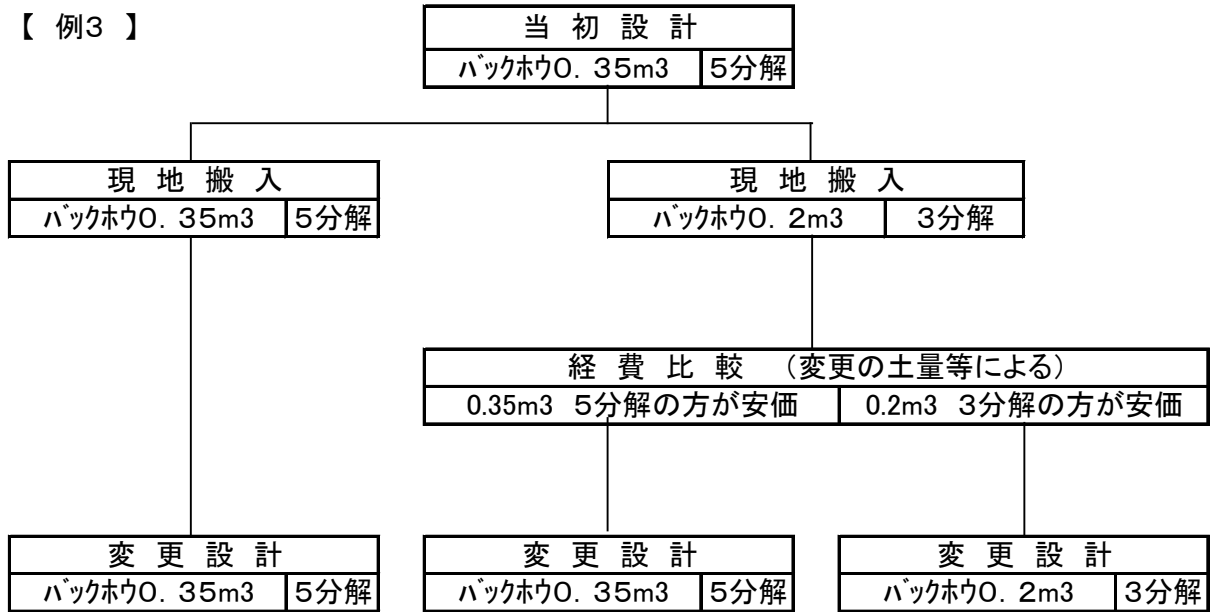 【 例3 】
当 初 設 計
ﾊﾞｯｸﾎｳ0. 35m3 5分解
現 地 搬 入
ﾊﾞｯｸﾎｳ0. 35m3 5分解
現 地 搬 入
ﾊﾞｯｸﾎｳ0. 2m3 3分解
経 費 比 較 (変更の土量等による)
0.35m3 5分解の方が安価 0.2m3 3分解の方が安価
変 更 設 計
ﾊﾞｯｸﾎｳ0. 35m3 5分解
変 更 設 計
ﾊﾞｯｸﾎｳ0. 35m3 5分解
変 更 設 計
ﾊﾞｯｸﾎｳ0. 2m3 3分解